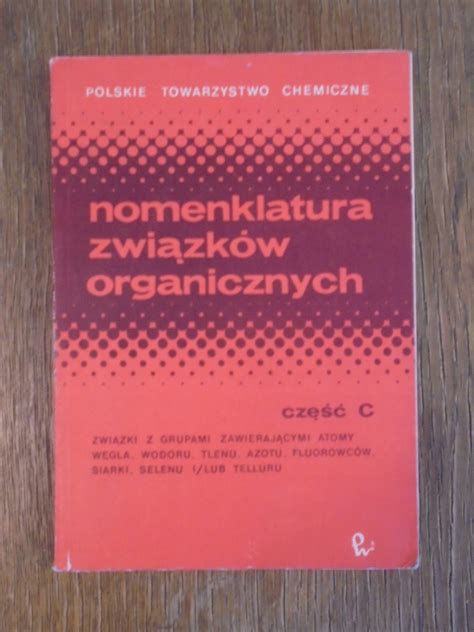 POLSKIE TOWARZYSTWO CHEMICZNE
nomenklatura
związków
organicznych
część C
ZWIĄZKI Z GRUPAMI ZAWIERAJĄCYMI ATOMY
WĘGLA, WODORU, TLENU, AZOTU, FLUOROWCÓW,
SIARKI, SELENU I/LUB TELLURU